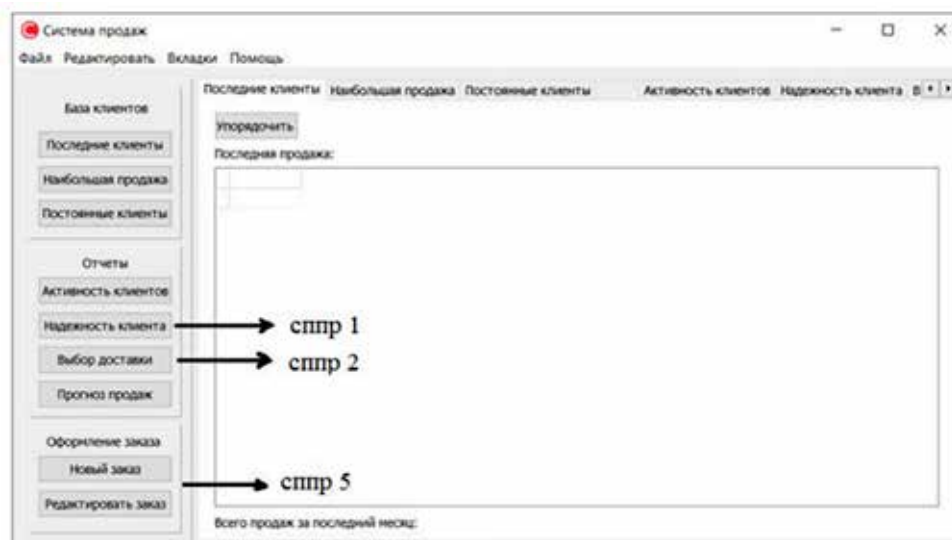 Система продаж
Файл Редактировать Вкладки Помощь
Последние клиенты Наибольшая продажа Постоянные клиенты Активность клиентов Надежность клиента В
База клиентов
Последние клиенты
Наибольшая продажа
Постоянные клиенты
Упорядочить
Последняя продажа:
Отчеты
Активность клиентов
Надежность клиента
сппр 1
Выбор доставки
сппр 2
Прогноз продаж
Оформление заказа
Новый заказ
сппр 5
Редактировать заказ
Всего продаж за последний месяц: